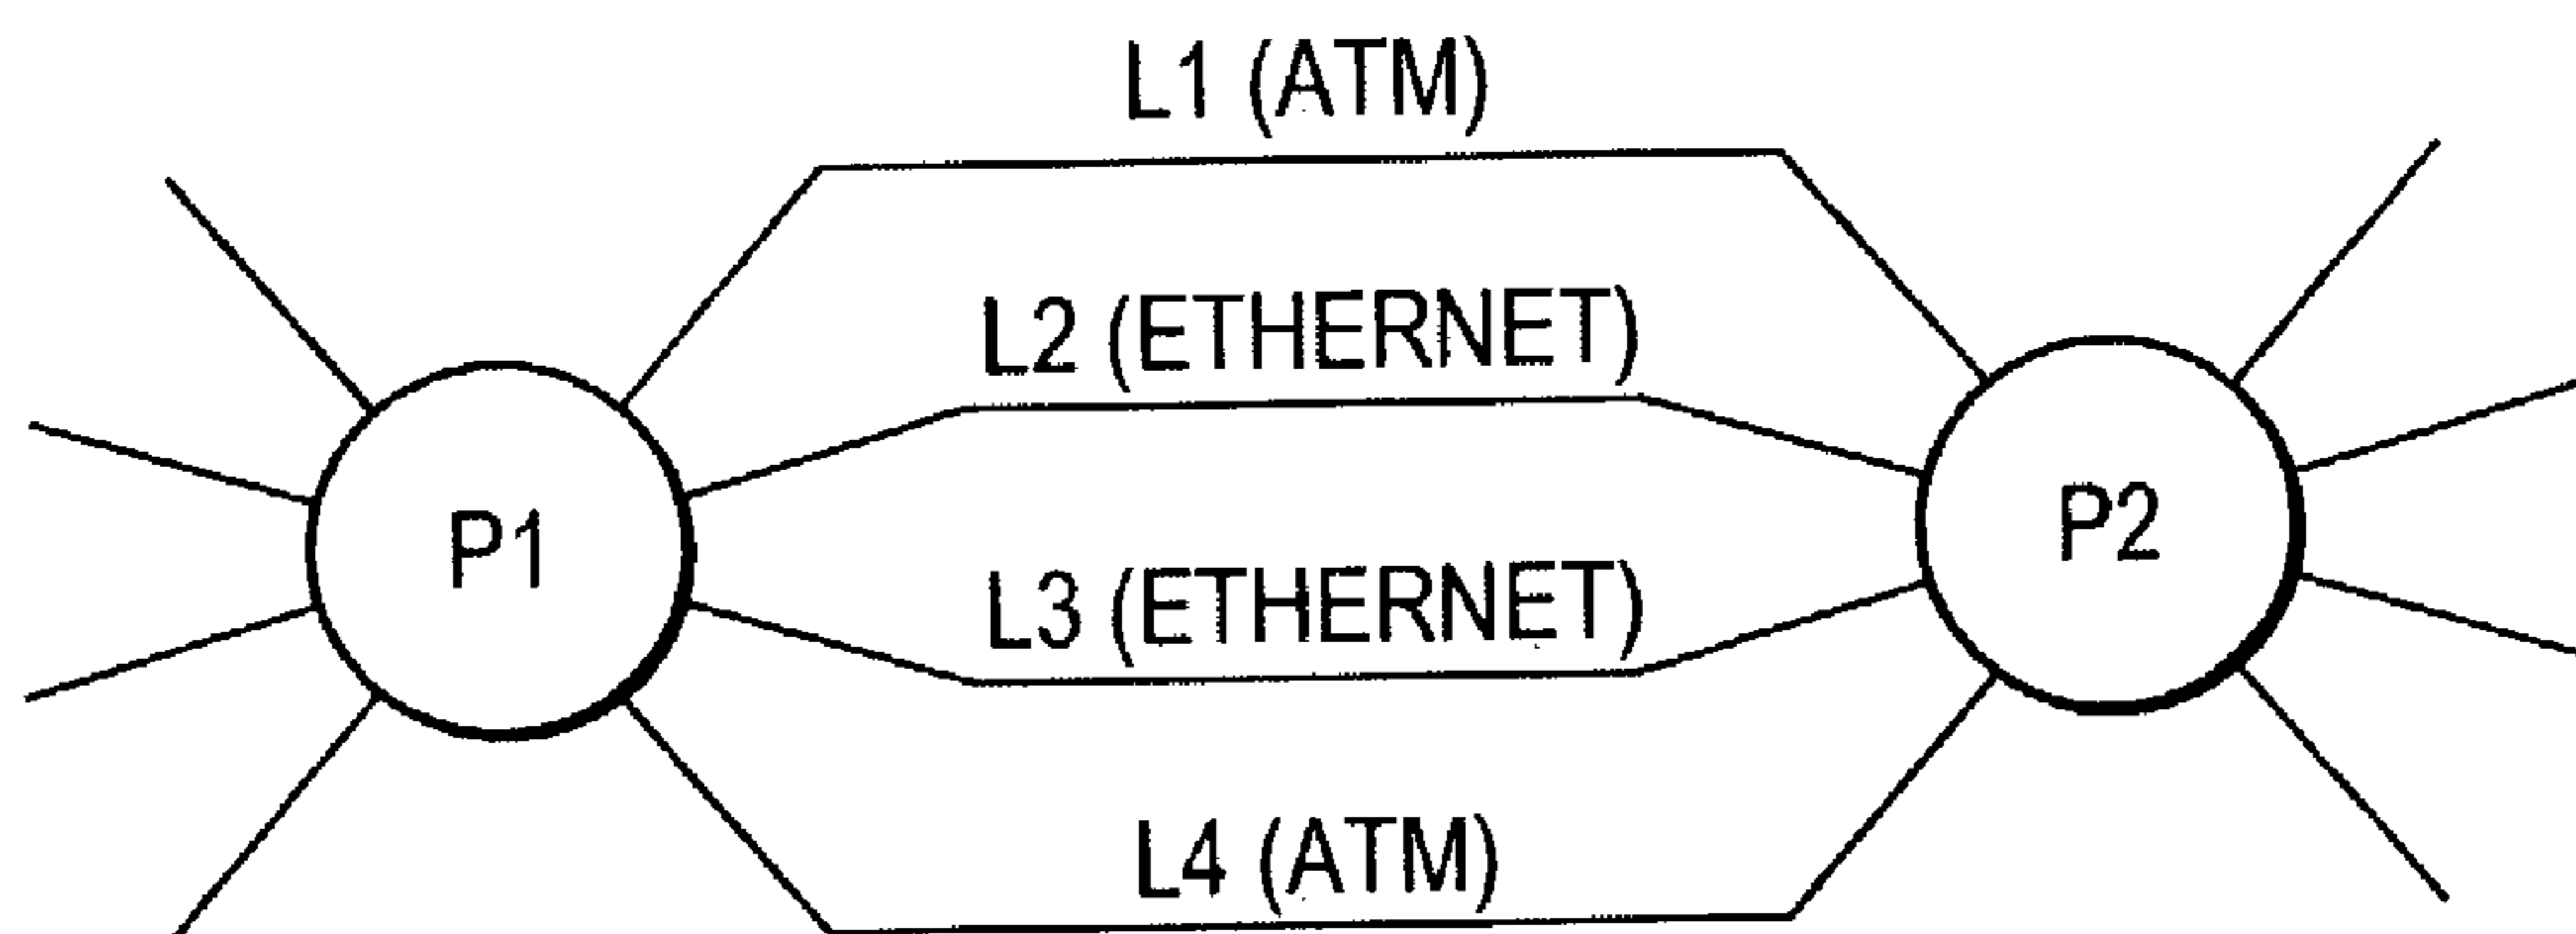 L1 (ATM)
L2 (ETHERNET)
P1
P2
L3 (ETHERNET)
L4 (ATM)